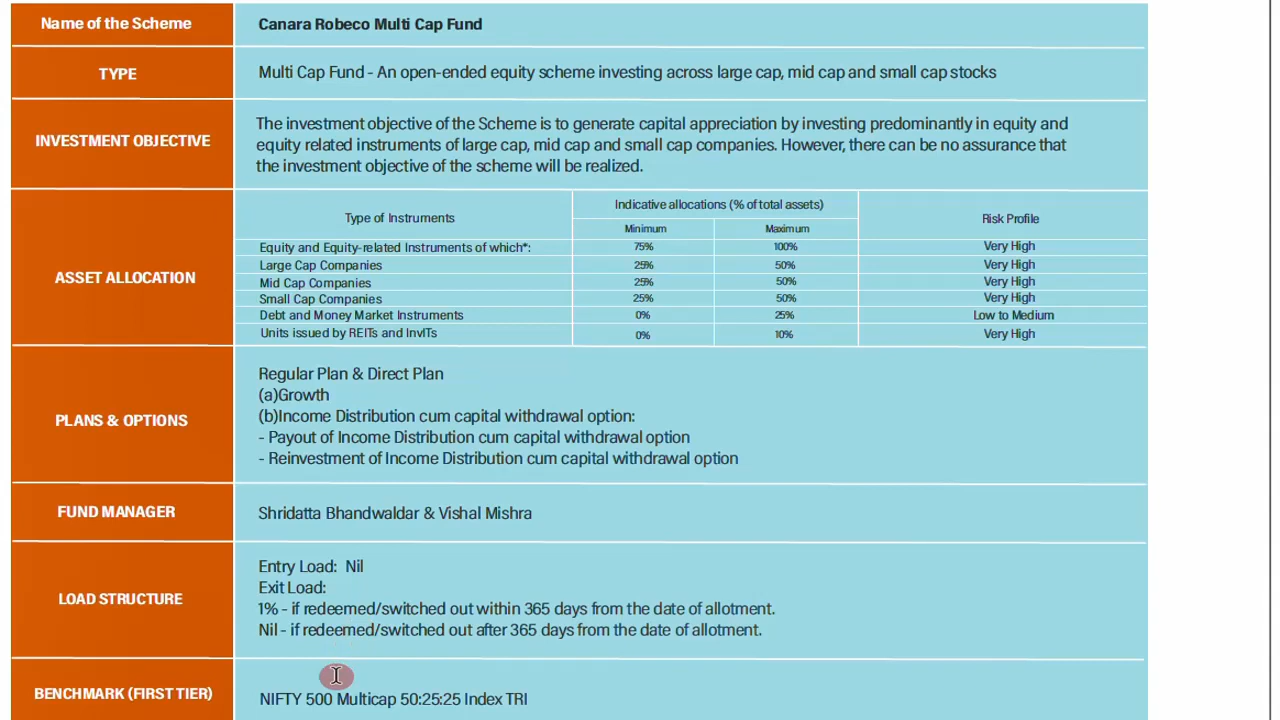 Name of the Scheme
Canara Robeco Multi Cap Fund
TYPE
Multi Cap Fund - An open-ended equity scheme investing across large cap, mid cap and small cap stocks
INVESTMENT OBJECTIVE
The investment objective of the Scheme is to generate capital appreciation by investing predominantly in equity and
equity related instruments of large cap, mid cap and small cap companies. However, there can be no assurance that
the investment objective of the scheme will be realized.
ASSET ALLOCATION
Type of Instruments
Indicative allocations (% of total assets)
Risk Profile
Minimum Maximum
Equity and Equity-related Instruments of which*: 75% 100% Very High
Large Cap Companies 25% 50% Very High
Mid Cap Companies 25% 50% Very High
Small Cap Companies 25% 50% Very High
Debt and Money Market Instruments 0% 25% Low to Medium
Units issued by REITs and InvITs 0% 10% Very High
PLANS & OPTIONS
Regular Plan & Direct Plan
(a)Growth
(b)Income Distribution cum capital withdrawal option:
- Payout of Income Distribution cum capital withdrawal option
- Reinvestment of Income Distribution cum capital withdrawal option
FUND MANAGER
Shridatta Bhandwaldar & Vishal Mishra
LOAD STRUCTURE
Entry Load: Nil
Exit Load:
1% - if redeemed/switched out within 365 days from the date of allotment.
Nil - if redeemed/switched out after 365 days from the date of allotment.
BENCHMARK (FIRST TIER)
NIFTY 500 Multicap 50:25:25 Index TRI